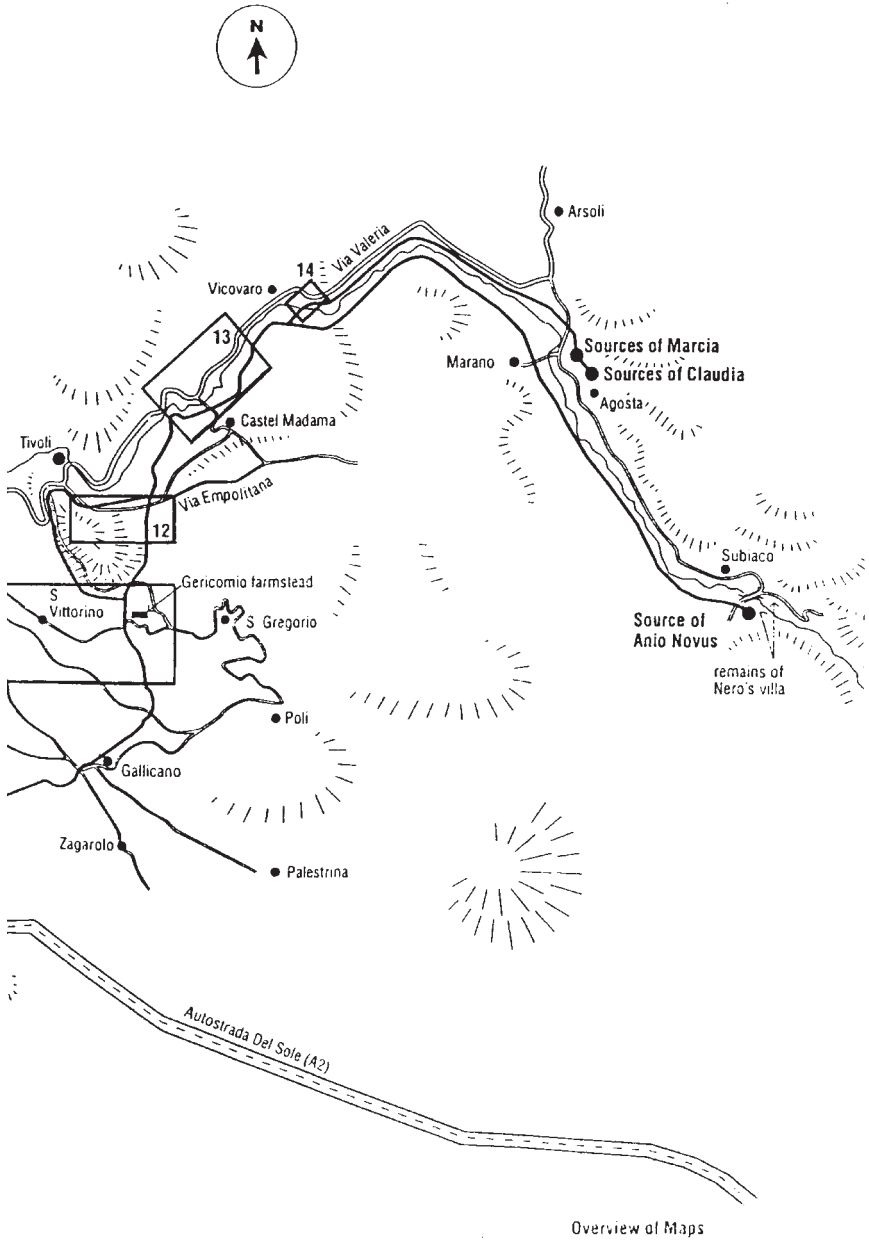 N
Arsoli
Via Valeria
14
Vicovaro
13
Sources of Marcia
Marano
Sources of Claudia
Agosta
Castel Madama
Tivoli
Via Empolitana
12
Subiaco
Gericomio farmstead
S
Vittorino
S Gregorio
Source of
Anio Novus
remains of
Nero's villa
Poli
Gallicano
Zagarolo
Palestrina
Autostrada Del Sole (A2)
Overview of Maps